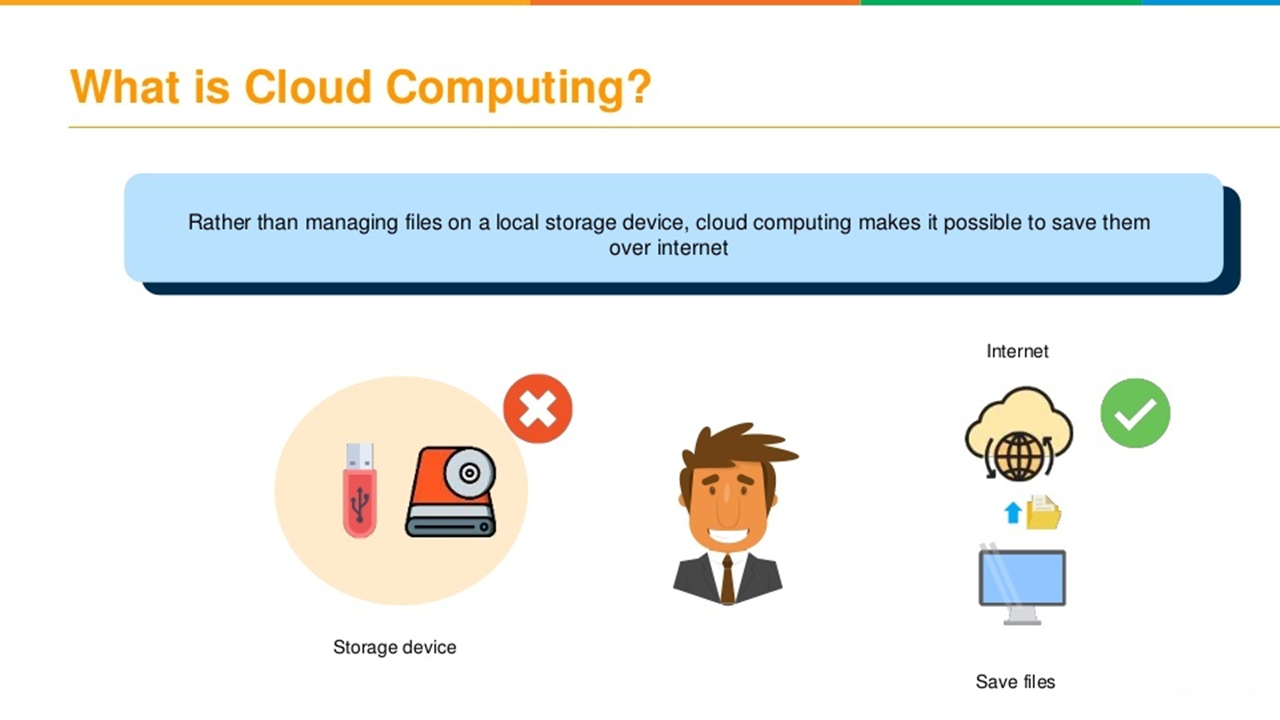 What is Cloud Computing?
Rather than managing files on a local storage device, cloud computing makes it possible to save them
over internet
Internet
Storage device
Save files